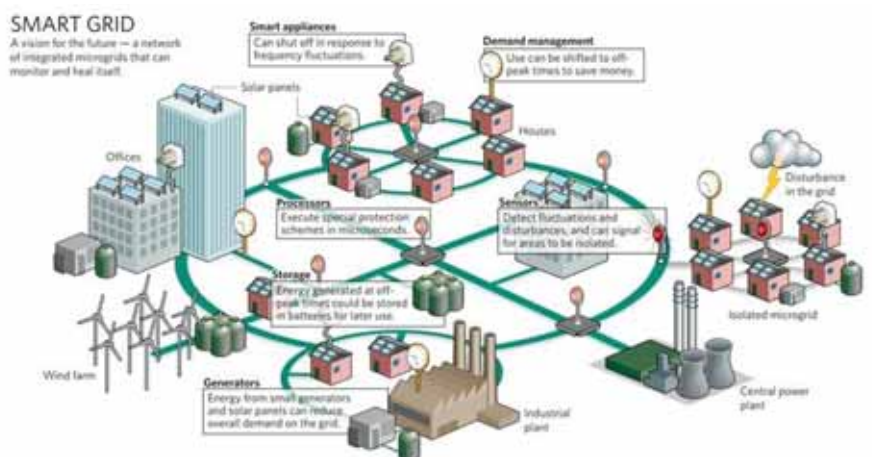 SMART GRID
A vision for the future — a network
of integrated microgrids that can
monitor and heal itself.
Smart appliances
Can shut off in response to
frequency fluctuations.
Demand management
Use can be shifted to off-
peak times to save money.
Solar panels
Houses
Offices
Disturbance
in the grid
Processors
Execute special protection
schemes in microseconds.
Sensors
Detect fluctuations and
disturbances, and can signal
for areas to be isolated.
Storage
Energy generated at off-
peak times could be stored
in batteries for later use.
Isolated microgrid
Wind farm
Generators
Energy from small generators
and solar panels can reduce
overall demand on the grid.
Industrial
plant
Central power
plant